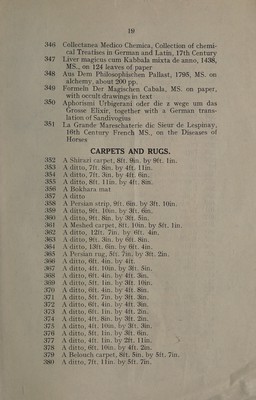 19
346 Collectanea Medico Chemica, Collection of chemi-
cal Treatises in German and Latin, 17th Century
347 Liver magicus cum Kabbala mixta de anno, 1438,
MS., on 124 leaves of paper
348 Aus Dem Philosophischen Pallast, 1795, MS. on
alchemy, about 200 pp.
349 Formeln Der Magischen Cabala, MS. on paper,
with occult drawings in text
350 Aphorismi Urbigerani oder die 2 wege um das
Grosse Elixir, together with a German trans-
lation of Sandivogius
351 La Grande Mareschalerie du Sieur de Lespinay,
16th Century French MS., on the Diseases of
Horses
CARPETS AND RUGS.
352 A Shirazi carpet, 8ft. 9in. by 9ft. 1in.
353 A ditto, 7ft. 8in. by 4ft. 11in.
354 A ditto, 7ft. 3in. by 4ft. 6in.
355 A ditto, 8ft. 11in. by 4ft. 8in.
356 A Bokhara mat
357 A ditto
358 A Persian strip, 9ft. 6in. by 3ft. 10in.
359 A ditto, 9ft. 10in. by 3ft. 6in.
360 A ditto, 9ft. 8in. by 3ft. 5in.
361 A Meshed carpet, 8ft. 10in. by 5ft. 1in.
362 A ditto, 12ft. 7in. by 6ft. 4in.
363 A ditto, 9ft. 3in. by 6ft. 8in.
364 A ditto, 13ft. 6in. by 6ft. 4in.
365 A Persian rug, 5ft. 7in. by 3ft. 2in.
366 A ditto, 6ft. 4in. by 4ft.
367 A ditto, 4ft. 10in. by 3ft. 5in.
368 A ditto, 6ft. 4in. by 4ft. 3in.
369 A ditto, 5ft. 1in. by 3ft. 10in.
370 A ditto, 6ft. 4in. by 4ft. 8in.
371 A ditto, 5ft. 7in. by 3ft. 3in.
372 A ditto, 6ft. 4in. by 4ft. 3in.
373 A ditto, 6ft. 1in. by 4ft. 2in.
374 A ditto, 4ft. 8in. by 3ft. 2in.
375 A ditto, 4ft. 10in. by 3ft. 3in.
376 A ditto, 5ft. 1in. by 3ft. 6in.
377 A ditto, 4ft. 1in. by 2ft. 11in.
378 A ditto, 6ft. 10in. by 4ft. 2in.
379 A Belouch carpet, 8ft. 5in. by 5ft. 7in.
380 A ditto, 7ft. 11in. by 5ft. 7in.